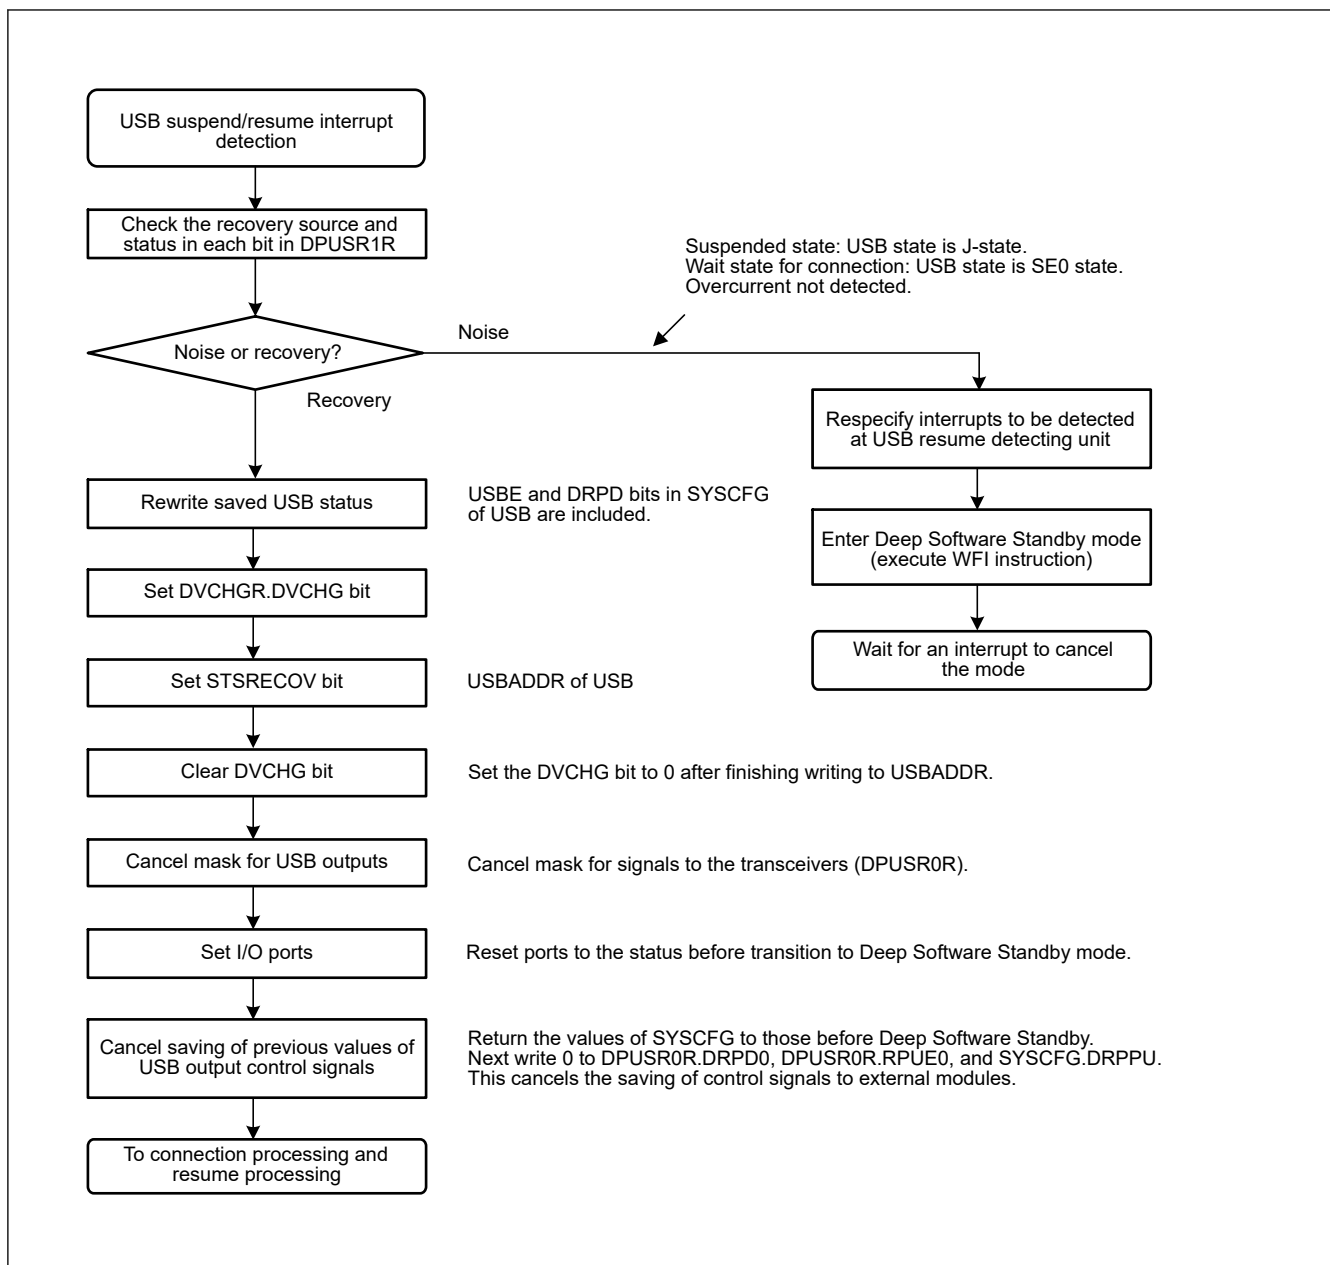 USB suspend/resume interrupt
detection
Check the recovery source and
status in each bit in DPUSR1R
Suspended state: USB state is J-state.
Wait state for connection: USB state is SE0 state.
Overcurrent not detected.
Noise
Noise or recovery?
Recovery
Respecify interrupts to be detected
at USB resume detecting unit
Enter Deep Software Standby mode
(execute WFI instruction)
Wait for an interrupt to cancel
the mode
Rewrite saved USB status
USBE and DRPD bits in SYSCFG
of USB are included.
Set DVCHGR.DVCHG bit
Set STSRECOV bit
USBADDR of USB
Clear DVCHG bit
Set the DVCHG bit to 0 after finishing writing to USBADDR.
Cancel mask for USB outputs
Cancel mask for signals to the transceivers (DPUSR0R).
Set I/O ports
Reset ports to the status before transition to Deep Software Standby mode.
Cancel saving of previous values of
USB output control signals
Return the values of SYSCFG to those before Deep Software Standby.
Next write 0 to DPUSR0R.DRPD0, DPUSR0R.RPUE0, and SYSCFG.DRPPU.
This cancels the saving of control signals to external modules.
To connection processing and
resume processing